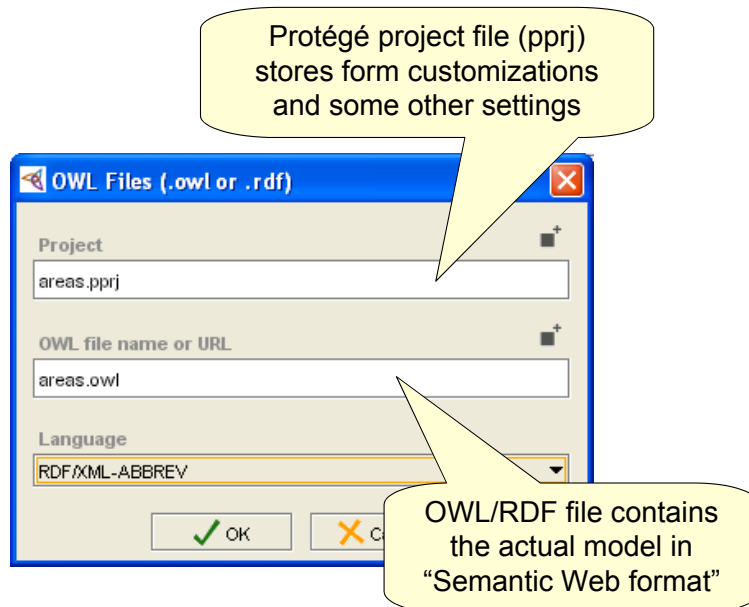 Protégé project file (pprj)
stores form customizations
and some other settings
OWL Files (.owl or .rdf)
Project
areas.pprj
OWL file name or URL
areas.owl
Language
RDF/XML-ABBREV
OK
OWL/RDF file contains
the actual model in
“Semantic Web format”